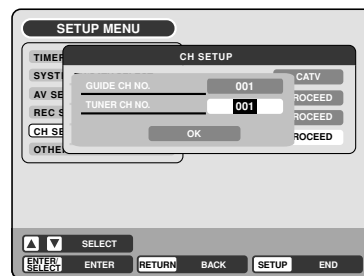 SETUP MENU
CH SETUP
TIMER
SYST
CATV
GUIDE CH NO. 001
AV SE
ROCEED
TUNER CH NO. 001
REC S
ROCEED
OK
CH SE
ROCEED
OTHE
▲ ▼ SELECT
ENTER/SELECT ENTER RETURN BACK SETUP END